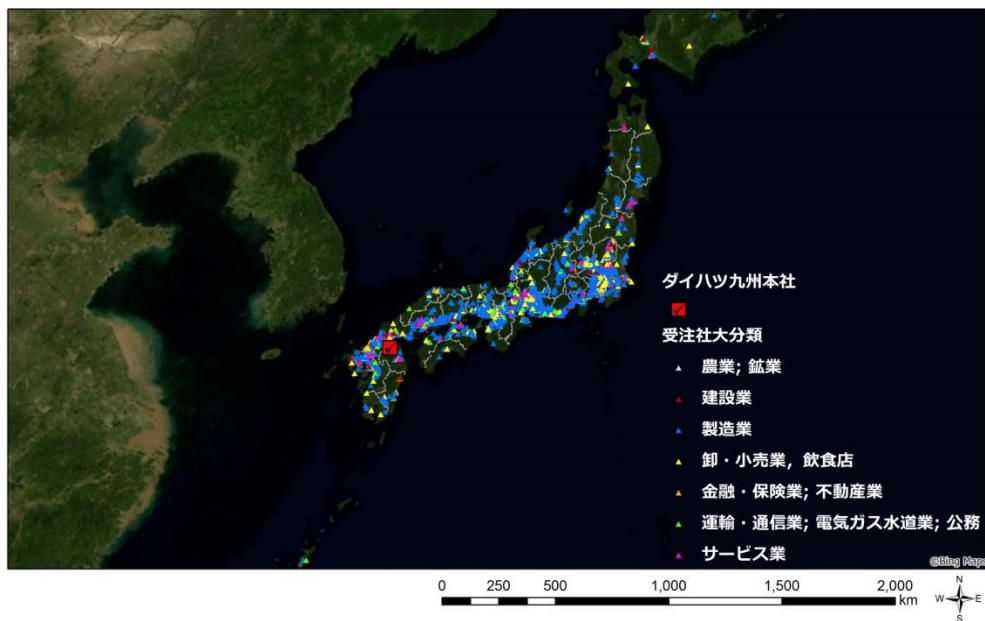 ダイハツ九州本社
受注社大分類
農業; 鉱業
建設業
製造業
卸・小売業，飲食店
金融・保険業; 不動産業
運輸・通信業; 電気ガス水道業; 公務
サービス業
©Bing Maps
0 250 500 1,000 1,500 2,000
km
N
W E
S